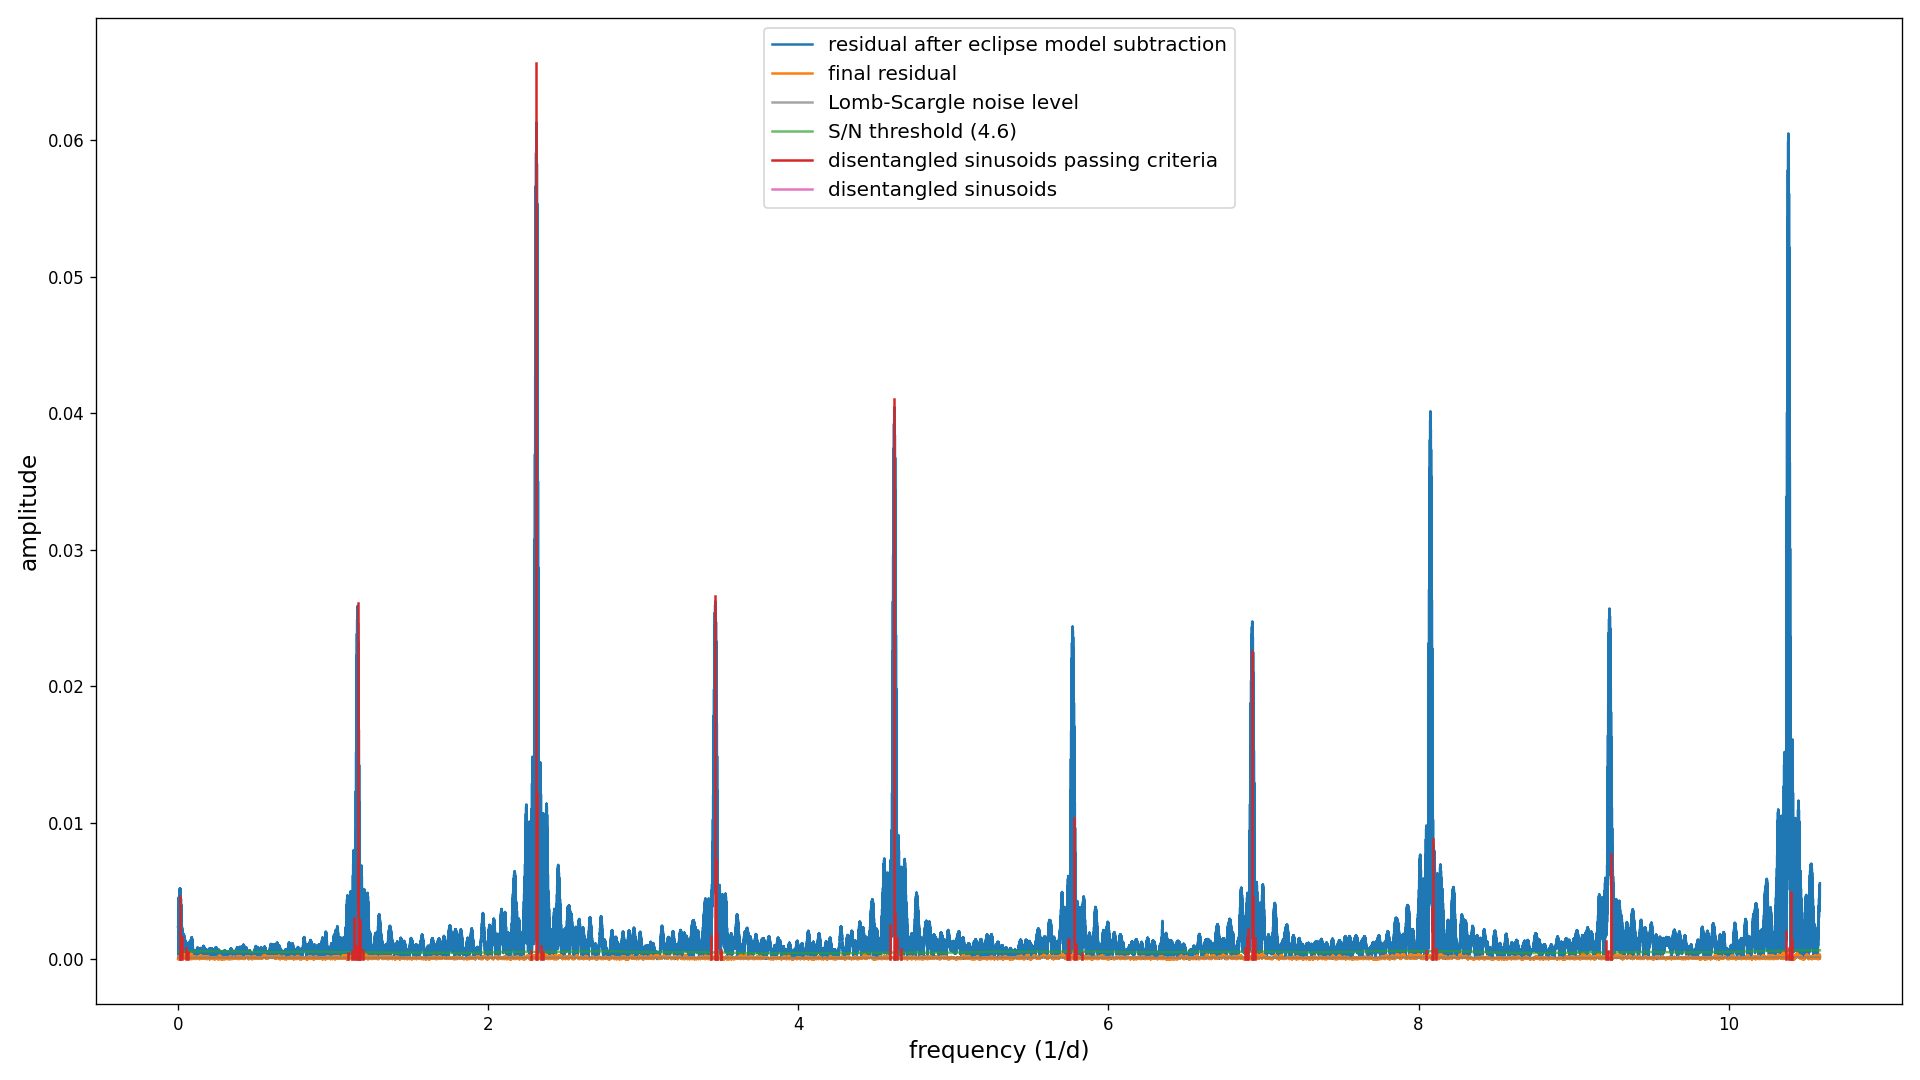 residual after eclipse model subtraction
final residual
Lomb-Scargle noise level
S/N threshold (4.6)
disentangled sinusoids passing criteria
disentangled sinusoids
amplitude
0.06
0.05
0.04
0.03
0.02
0.01
0.00
0 2 4 6 8 10
frequency (1/d)